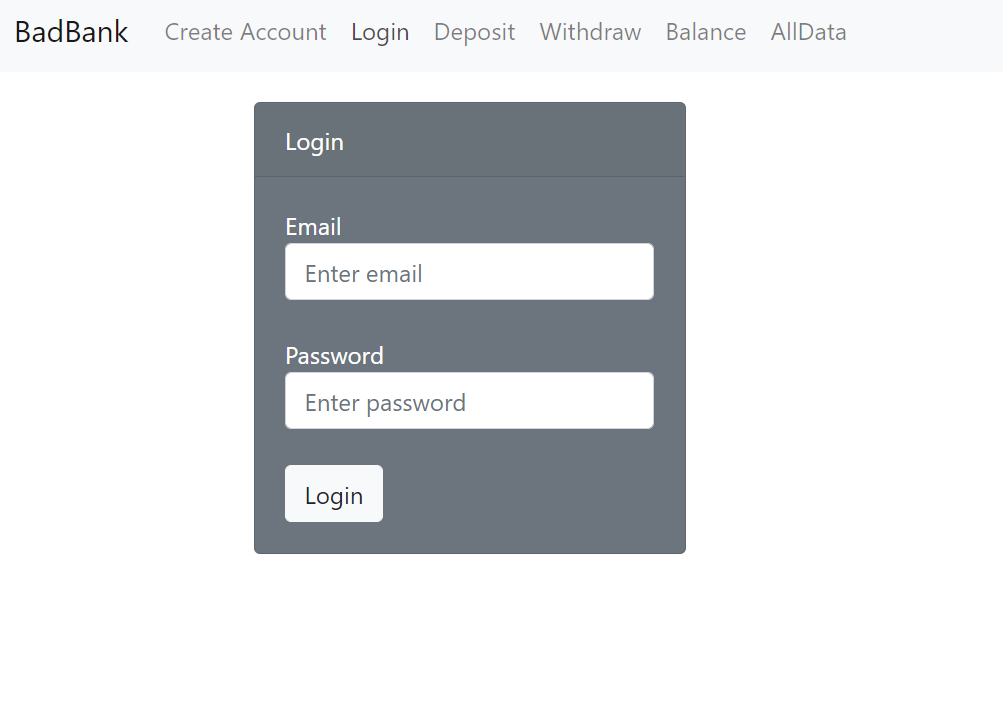 BadBank Create Account Login Deposit Withdraw Balance AllData
Login
Email
Enter email
Password
Enter password
Login